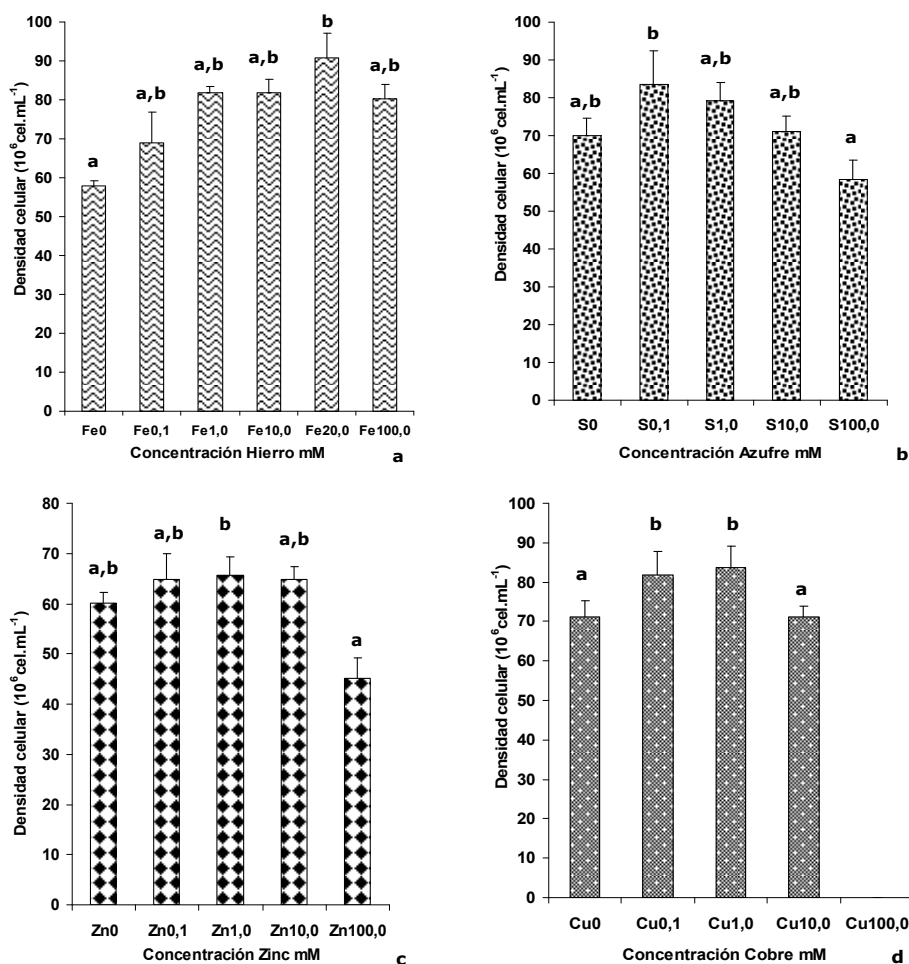 100
90
80
70
60
50
40
30
20
10
0
Densidad celular (10⁶cel.mL⁻¹)
a
a,b
a,b
a,b
b
a,b
Fe0 Fe0,1 Fe1,0 Fe10,0 Fe20,0 Fe100,0
Concentración Hierro mM
a
100
90
80
70
60
50
40
30
20
10
0
Densidad celular (10⁶cel.mL⁻¹)
a,b
b
a,b
a,b
a
S0 S0,1 S1,0 S10,0 S100,0
Concentración Azufre mM
b
80
70
60
50
40
30
20
10
0
Densidad celular (10⁶cel.mL⁻¹)
a,b
a,b
b
a,b
a
Zn0 Zn0,1 Zn1,0 Zn10,0 Zn100,0
Concentración Zinc mM
c
100
90
80
70
60
50
40
30
20
10
0
Densidad celular (10⁶cel.mL⁻¹)
a
b
b
a
Cu0 Cu0,1 Cu1,0 Cu10,0 Cu100,0
Concentración Cobre mM
d